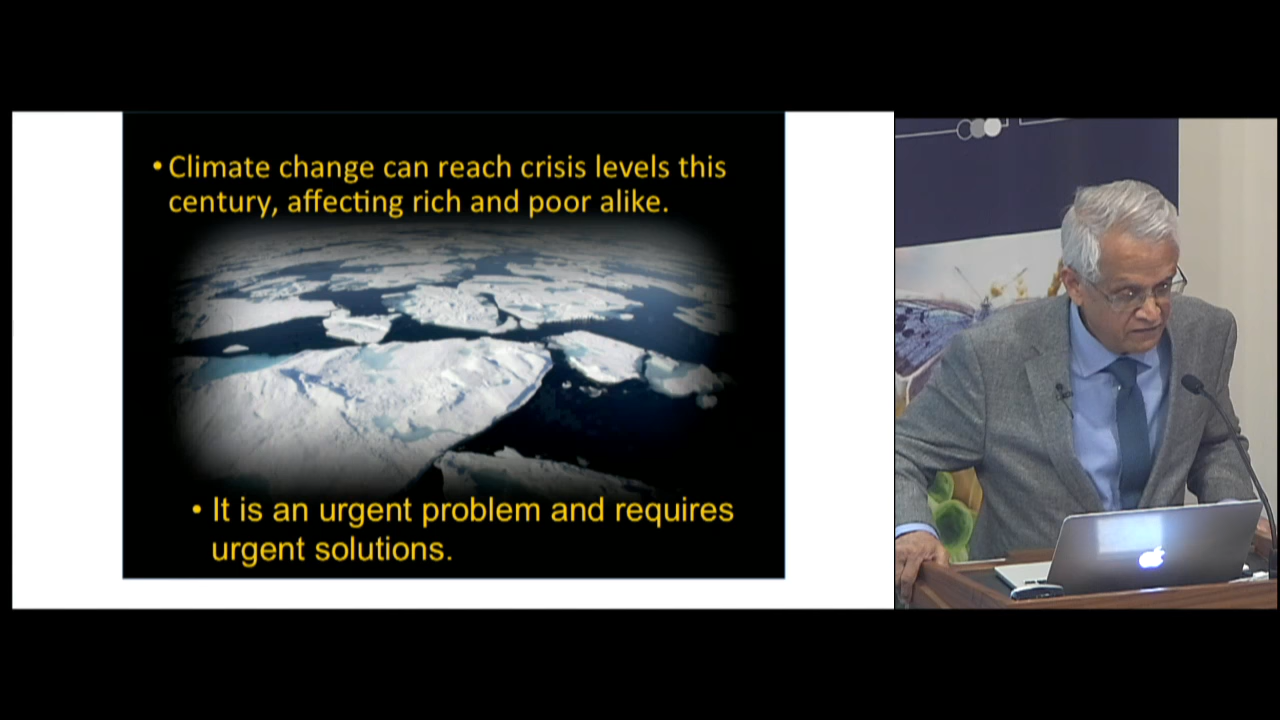 • Climate change can reach crisis levels this
century, affecting rich and poor alike.
• It is an urgent problem and requires
urgent solutions.